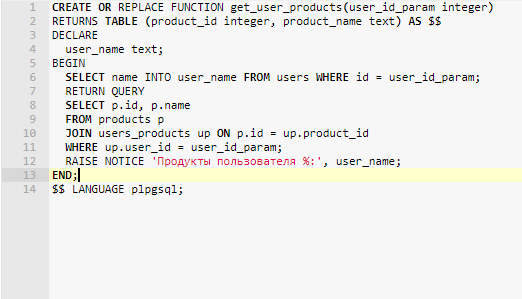 1 CREATE OR REPLACE FUNCTION get_user_products(user_id_param integer)
2 RETURNS TABLE (product_id integer, product_name text) AS $$
3 DECLARE
4   user_name text;
5 BEGIN
6   SELECT name INTO user_name FROM users WHERE id = user_id_param;
7   RETURN QUERY
8   SELECT p.id, p.name
9   FROM products p
10   JOIN users_products up ON p.id = up.product_id
11   WHERE up.user_id = user_id_param;
12   RAISE NOTICE 'Продукты пользователя %:', user_name;
13 END;
14 $$ LANGUAGE plpgsql;